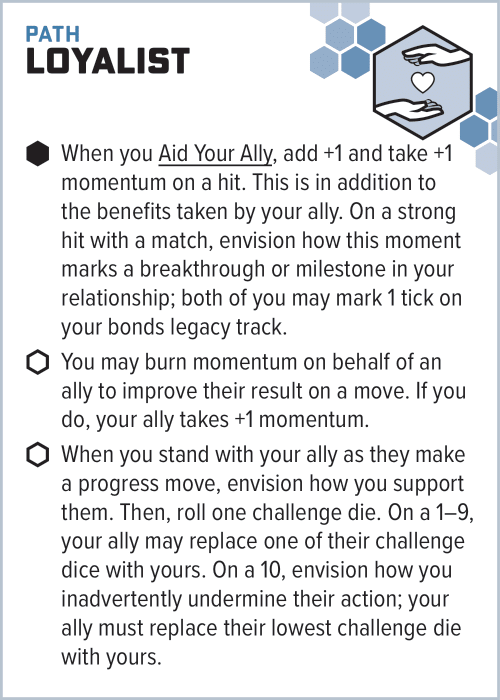 PATH
LOYALIST
When you Aid Your Ally, add +1 and take +1
momentum on a hit. This is in addition to
the benefits taken by your ally. On a strong
hit with a match, envision how this moment
marks a breakthrough or milestone in your
relationship; both of you may mark 1 tick on
your bonds legacy track.
You may burn momentum on behalf of an
ally to improve their result on a move. If you
do, your ally takes +1 momentum.
When you stand with your ally as they make
a progress move, envision how you support
them. Then, roll one challenge die. On a 1–9,
your ally may replace one of their challenge
dice with yours. On a 10, envision how you
inadvertently undermine their action; your
ally must replace their lowest challenge die
with yours.